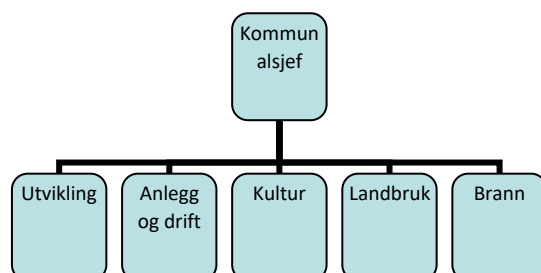 Kommun
alsjef
Utvikling
Anlegg
og drift
Kultur
Landbruk
Brann